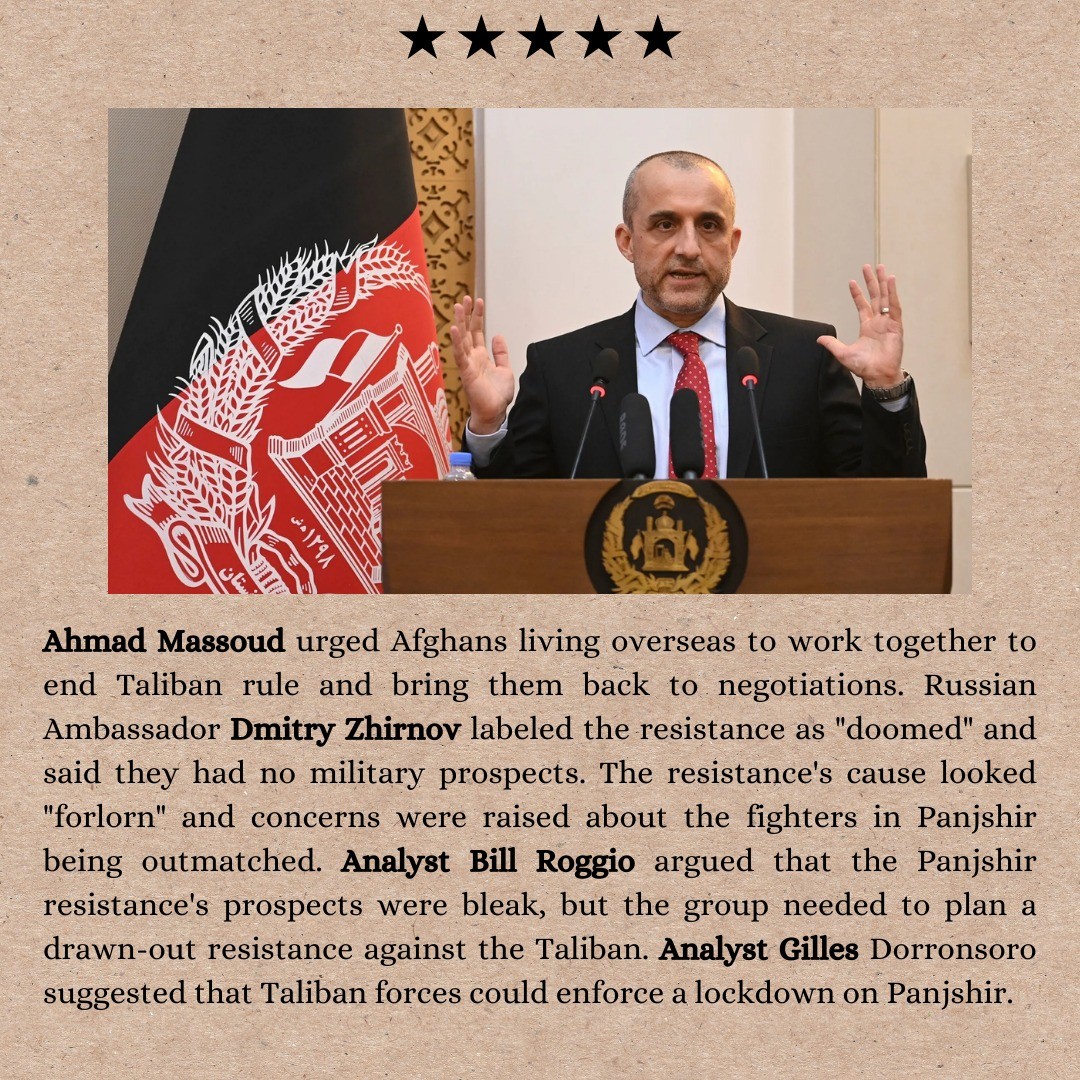 ۱۲۹۸ ه‍ ش
Ahmad Massoud urged Afghans living overseas to work together to
end Taliban rule and bring them back to negotiations. Russian
Ambassador Dmitry Zhirnov labeled the resistance as "doomed" and
said they had no military prospects. The resistance's cause looked
"forlorn" and concerns were raised about the fighters in Panjshir
being outmatched. Analyst Bill Roggio argued that the Panjshir
resistance's prospects were bleak, but the group needed to plan a
drawn-out resistance against the Taliban. Analyst Gilles Dorronsoro
suggested that Taliban forces could enforce a lockdown on Panjshir.